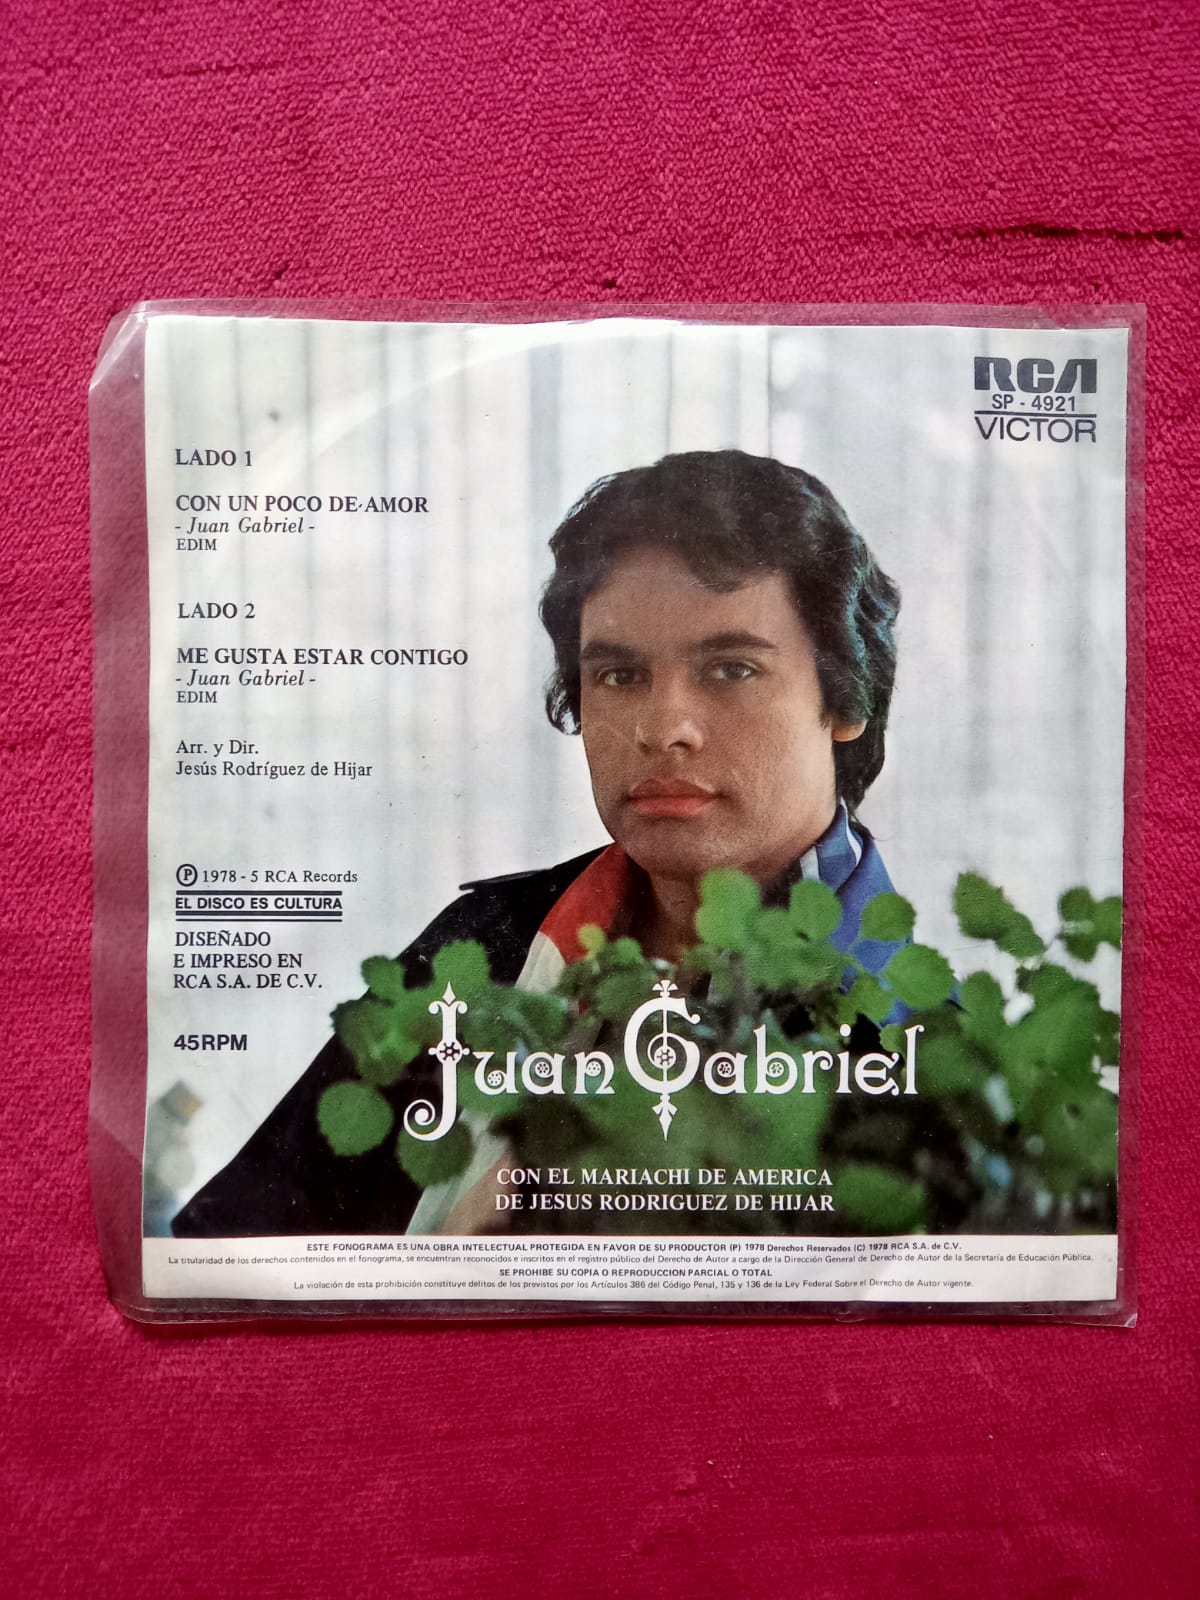 RCA
SP - 4921
VICTOR
LADO 1
CON UN POCO DE AMOR
- Juan Gabriel -
EDIM
LADO 2
ME GUSTA ESTAR CONTIGO
- Juan Gabriel -
EDIM
Arr. y Dir.
Jesús Rodríguez de Hijar
Ⓟ 1978 - 5 RCA Records
EL DISCO ES CULTURA
DISEÑADO
E IMPRESO EN
RCA S.A. DE C.V.
45RPM
Juan Gabriel
CON EL MARIACHI DE AMERICA
DE JESUS RODRIGUEZ DE HIJAR
ESTE FONOGRAMA ES UNA OBRA INTELECTUAL PROTEGIDA EN FAVOR DE SU PRODUCTOR (P) 1978 Derechos Reservados (C) 1978 RCA S.A. de C.V.
La titularidad de los derechos contenidos en el fonograma, se encuentran reconocidos e inscritos en el registro público del Derecho de Autor a cargo de la Dirección General de Derecho de Autor de la Secretaría de Educación Pública.
SE PROHIBE SU COPIA O REPRODUCCION PARCIAL O TOTAL
La violación de esta prohibición constituye delitos de los previstos por los Artículos 386 del Código Penal, 135 y 136 de la Ley Federal Sobre el Derecho de Autor vigente.